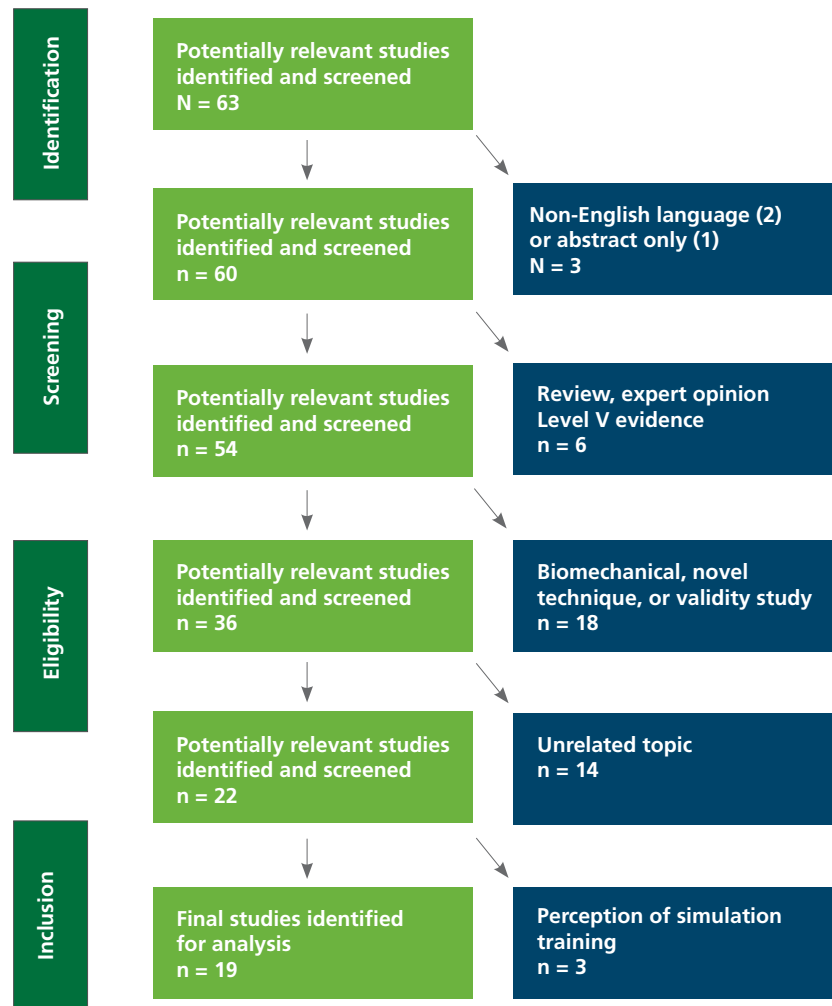 Identification
Potentially relevant studies
identified and screened
N = 63
Potentially relevant studies
identified and screened
n = 60
Non-English language (2)
or abstract only (1)
N = 3
Screening
Potentially relevant studies
identified and screened
n = 54
Review, expert opinion
Level V evidence
n = 6
Eligibility
Potentially relevant studies
identified and screened
n = 36
Biomechanical, novel
technique, or validity study
n = 18
Potentially relevant studies
identified and screened
n = 22
Unrelated topic
n = 14
Inclusion
Final studies identified
for analysis
n = 19
Perception of simulation
training
n = 3